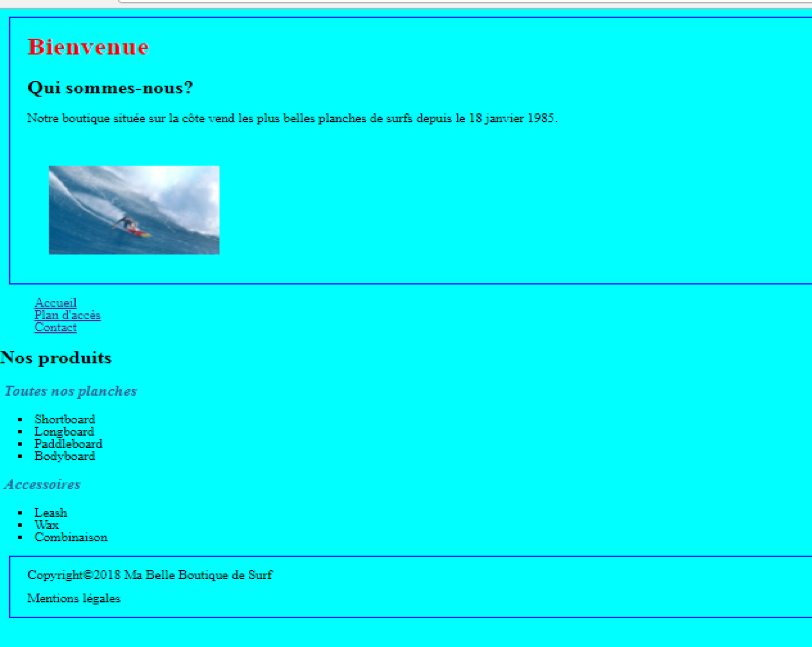 Bienvenue
Qui sommes-nous?
Notre boutique située sur la côte vend les plus belles planches de surfs depuis le 18 janvier 1985.
Accueil
Plan d'accès
Contact
Nos produits
Toutes nos planches
Shortboard
Longboard
Paddleboard
Bodyboard
Accessoires
Leash
Wax
Combinaison
Copyright©2018 Ma Belle Boutique de Surf
Mentions légales